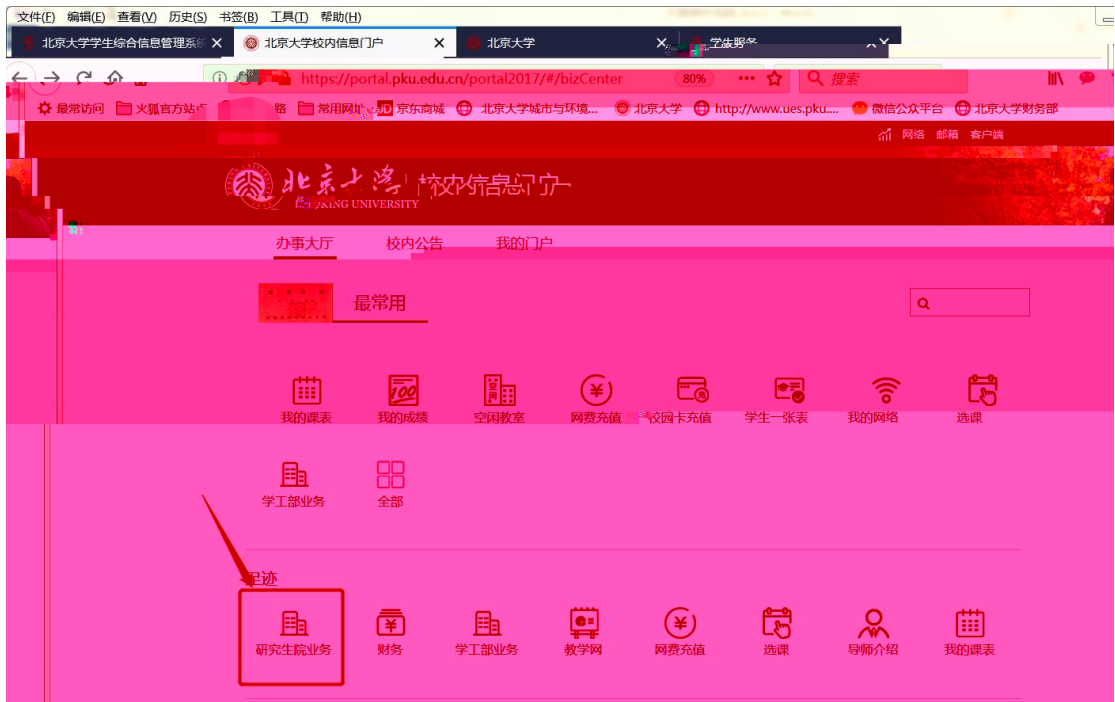 文件(F) 编辑(E) 查看(V) 历史(S) 书签(B) 工具(T) 帮助(H)
北京大学学生综合信息管理系统 北京大学校内信息门户 北京大学
https://portal.pku.edu.cn/portal2017/#/bizCenter 80% 搜索
最常访问 火狐官方站点 常用网址 JD 京东商城 北京大学城市与环境... 北京大学 http://www.ues.pku.... 微信公众平台 北京大学财务部
网络 邮箱 客户端
北京大学 校内信息门户
UNIVERSITY
办事大厅 校内公告 我的门户
最常用
我的课表 我的成绩 空闲教室 网费充值 校园卡充值 学生一张表 我的网络 选课
学工部业务 全部
足迹
研究生院业务 财务 学工部业务 教学网 网费充值 选课 导师介绍 我的课表